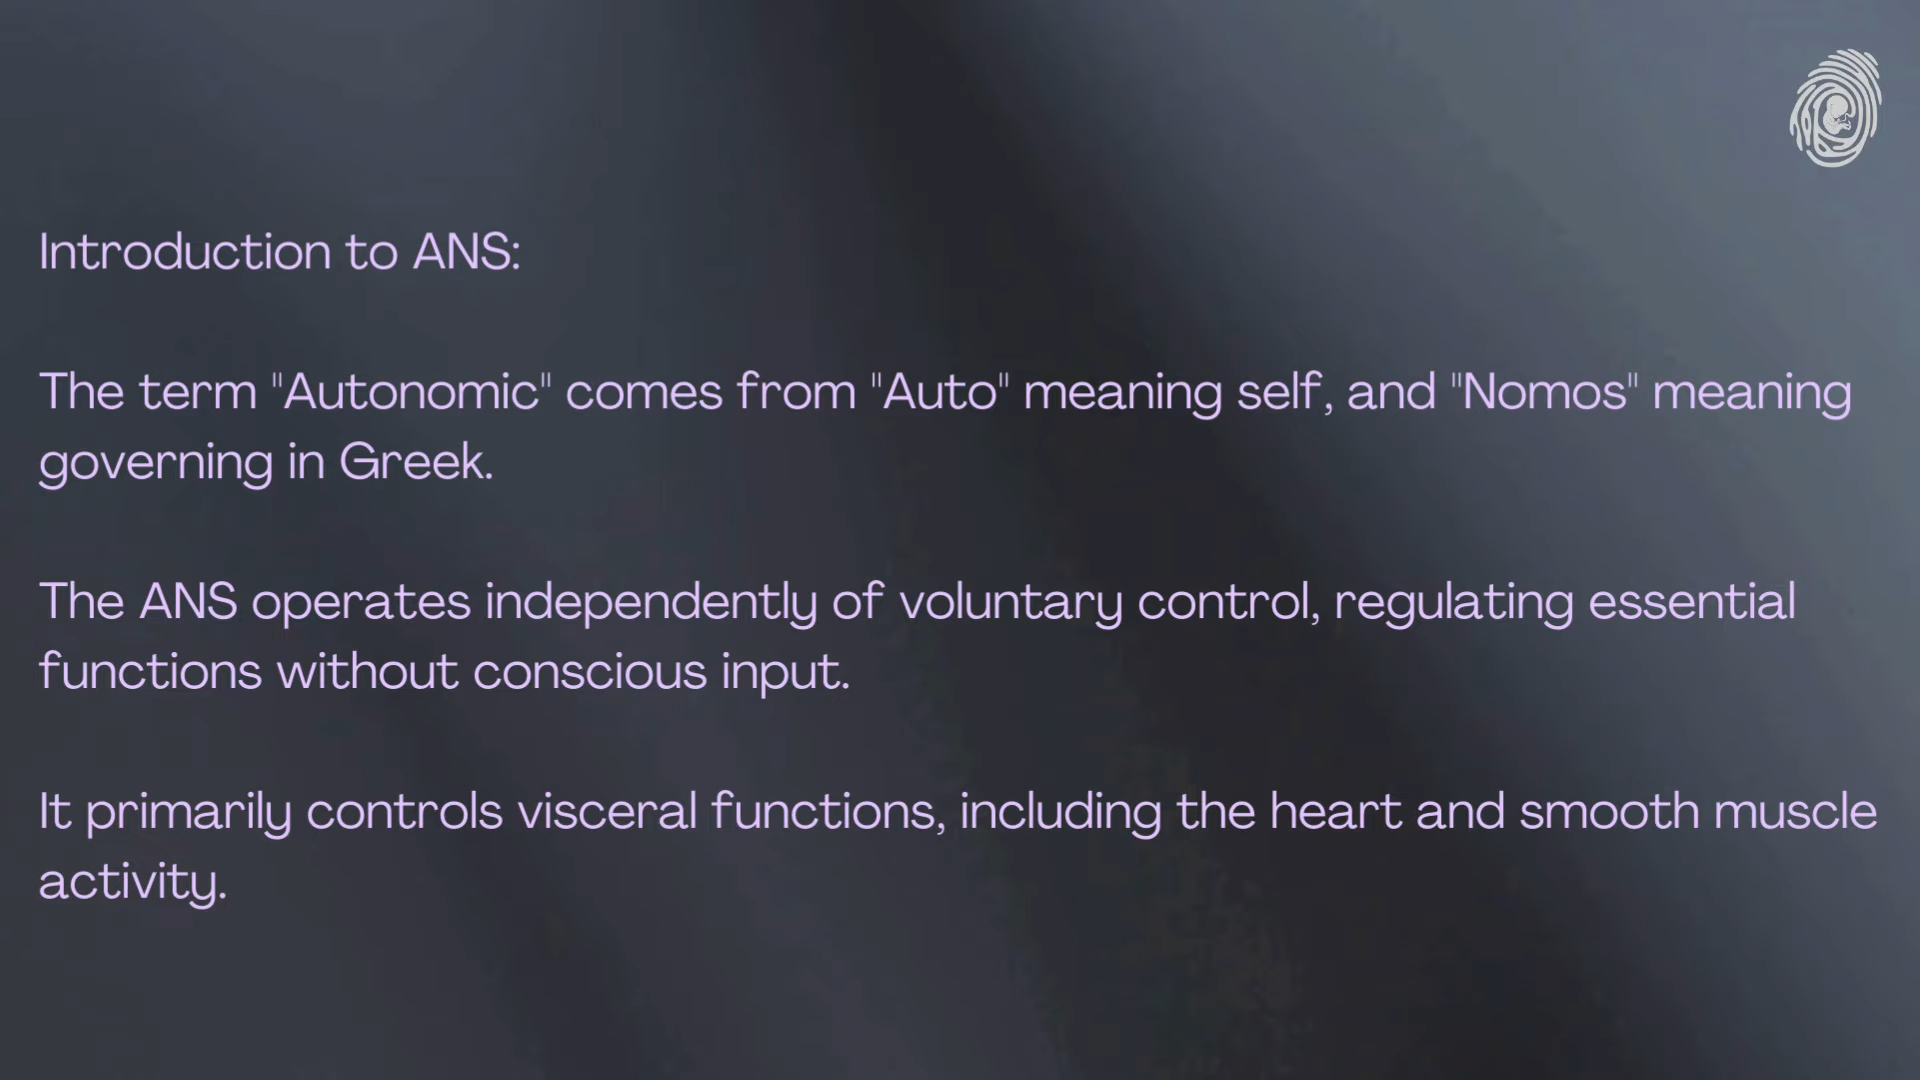 Introduction to ANS:
The term "Autonomic" comes from "Auto" meaning self, and "Nomos" meaning
governing in Greek.
The ANS operates independently of voluntary control, regulating essential
functions without conscious input.
It primarily controls visceral functions, including the heart and smooth muscle
activity.